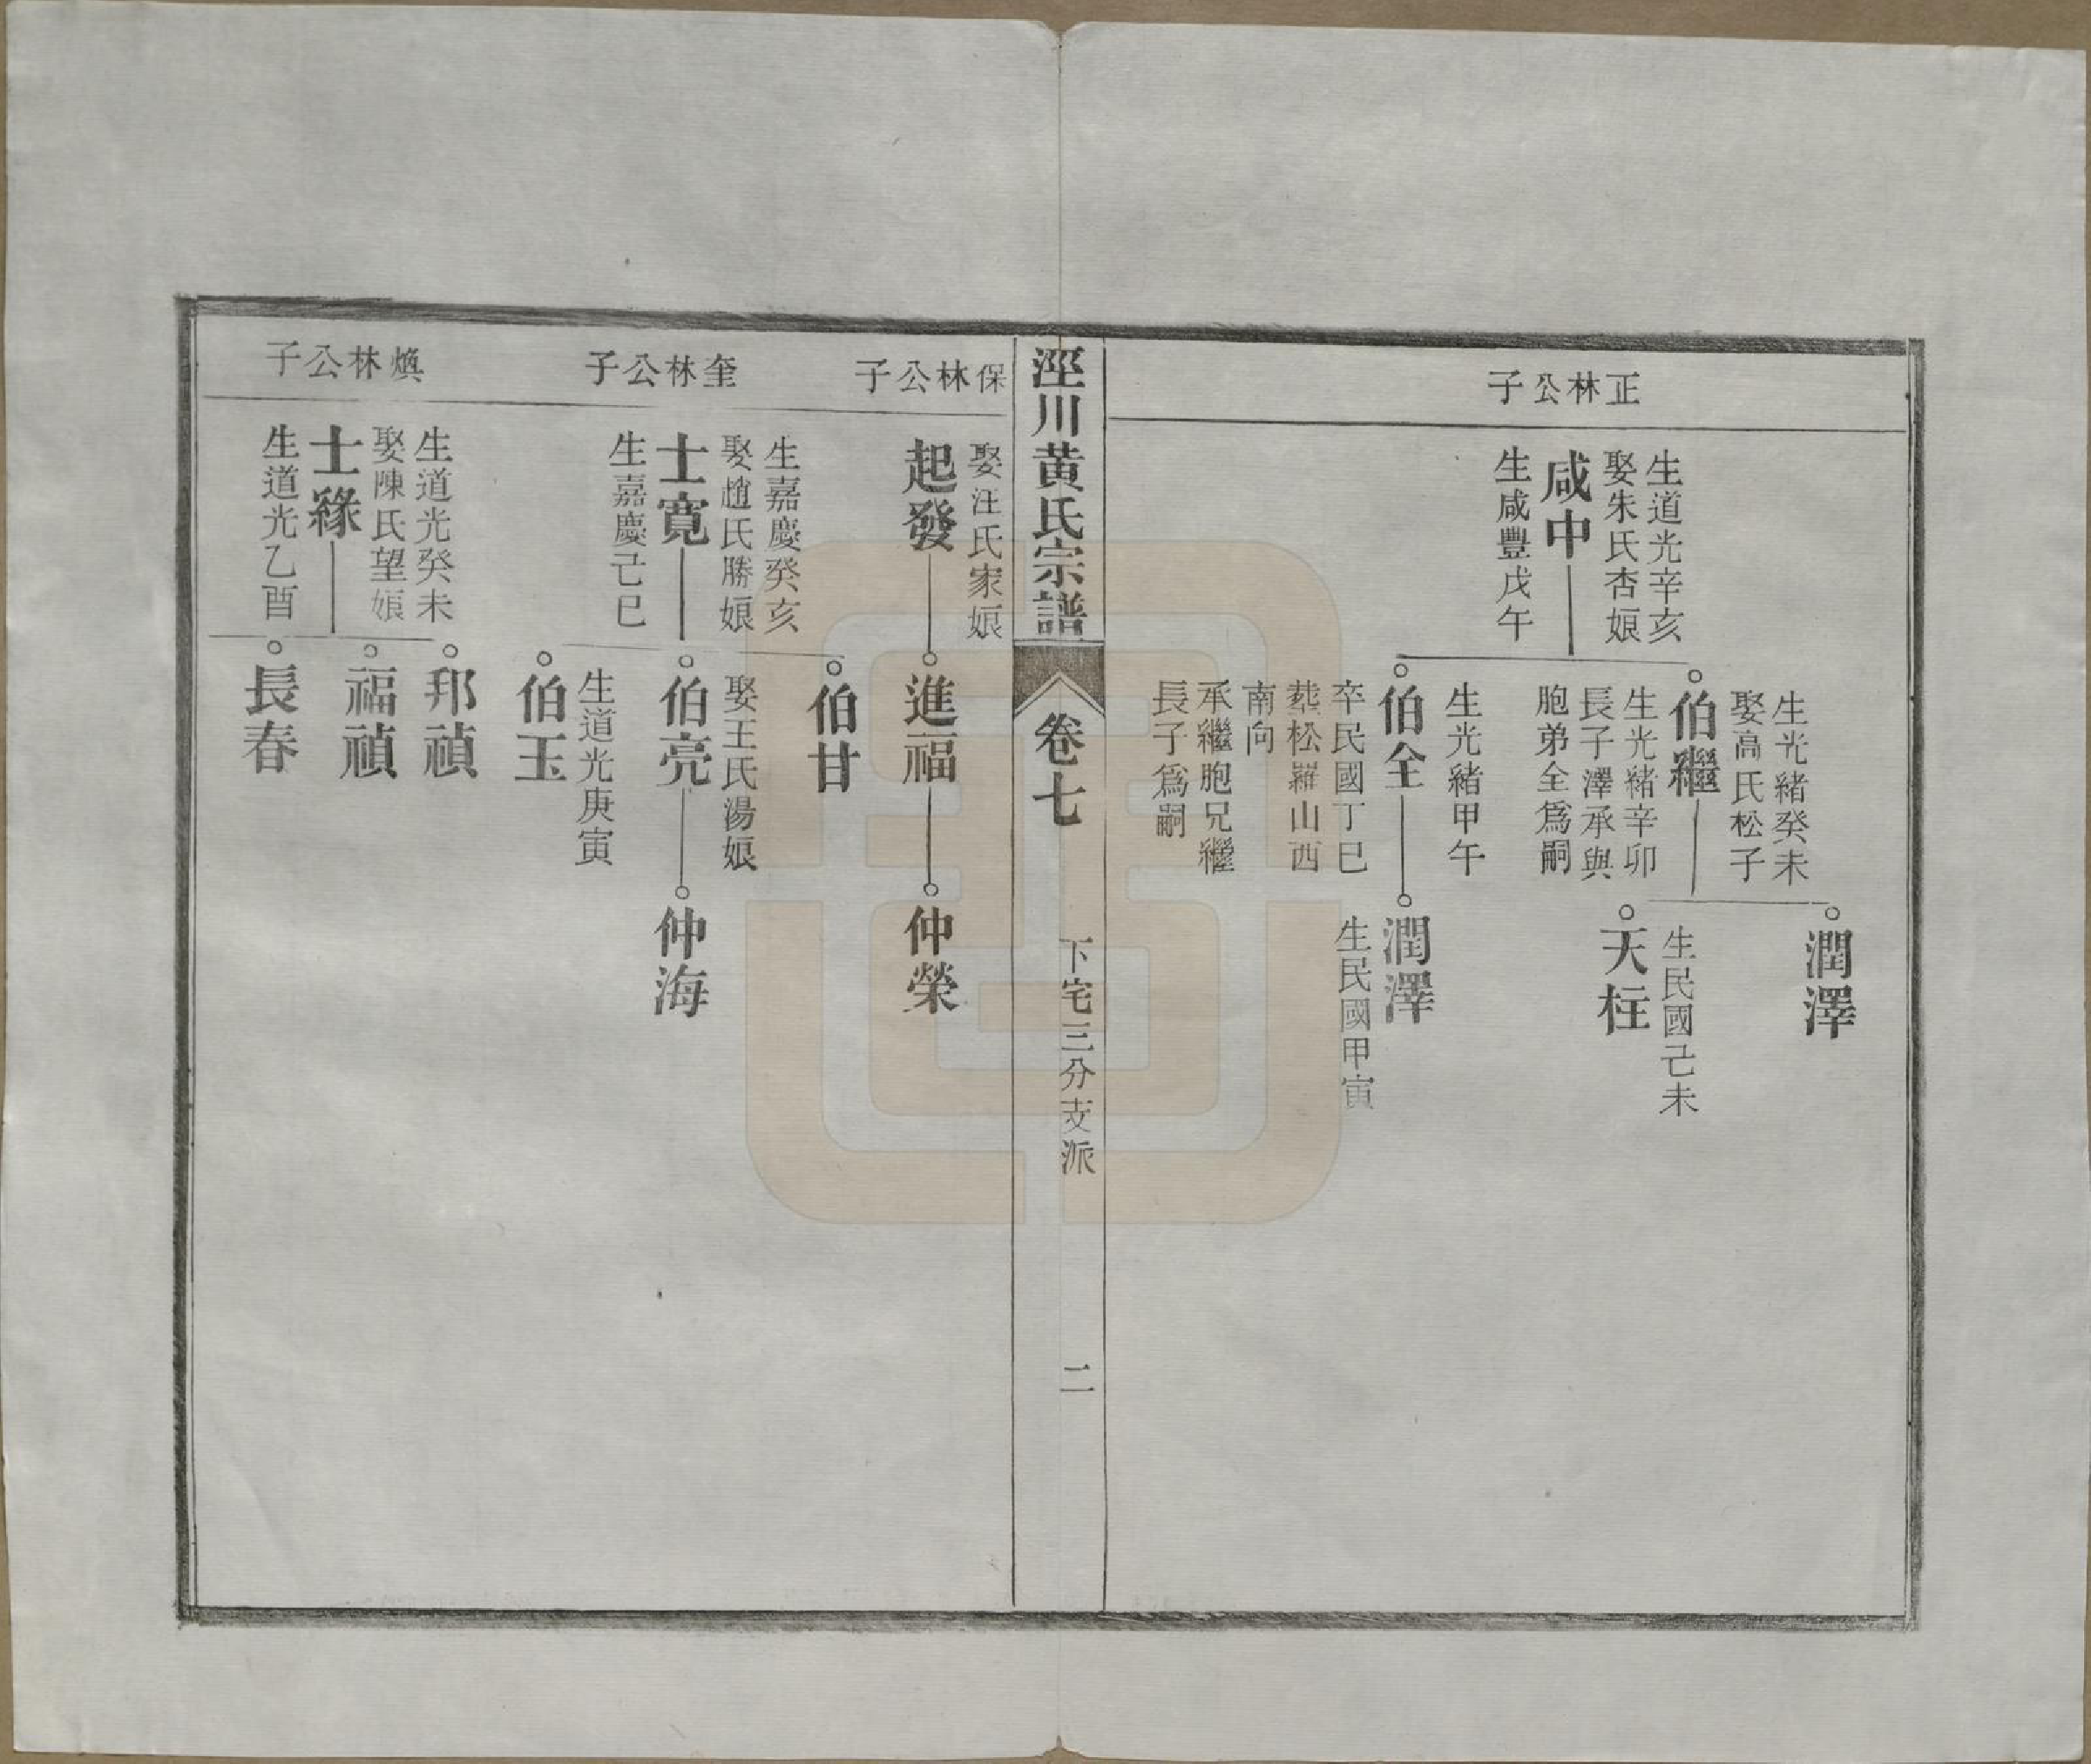 正林公子
生道光辛亥
娶朱氏杏娘
咸中
生咸豐戊午
生光緒癸未
娶高氏松子
伯繼
生光緒辛卯
長子澤承與
胞弟全爲嗣
潤澤
生民國己未
天柱
生光緒甲午
伯全
卒民國丁巳
葬松羅山西
南向
承繼胞兄繼
長子爲嗣
潤澤
生民國甲寅
涇川黄氏宗譜
卷七
下宅三分支派
二
保林公子
娶汪氏家娘
起發
進福
仲榮
奎林公子
生嘉慶癸亥
娶趙氏勝娘
士寬
生嘉慶己巳
伯甘
娶王氏湯娘
伯亮
仲海
生道光庚寅
伯玉
煥林公子
生道光癸未
娶陳氏望娘
士緣
生道光乙酉
邦禎
福禎
長春